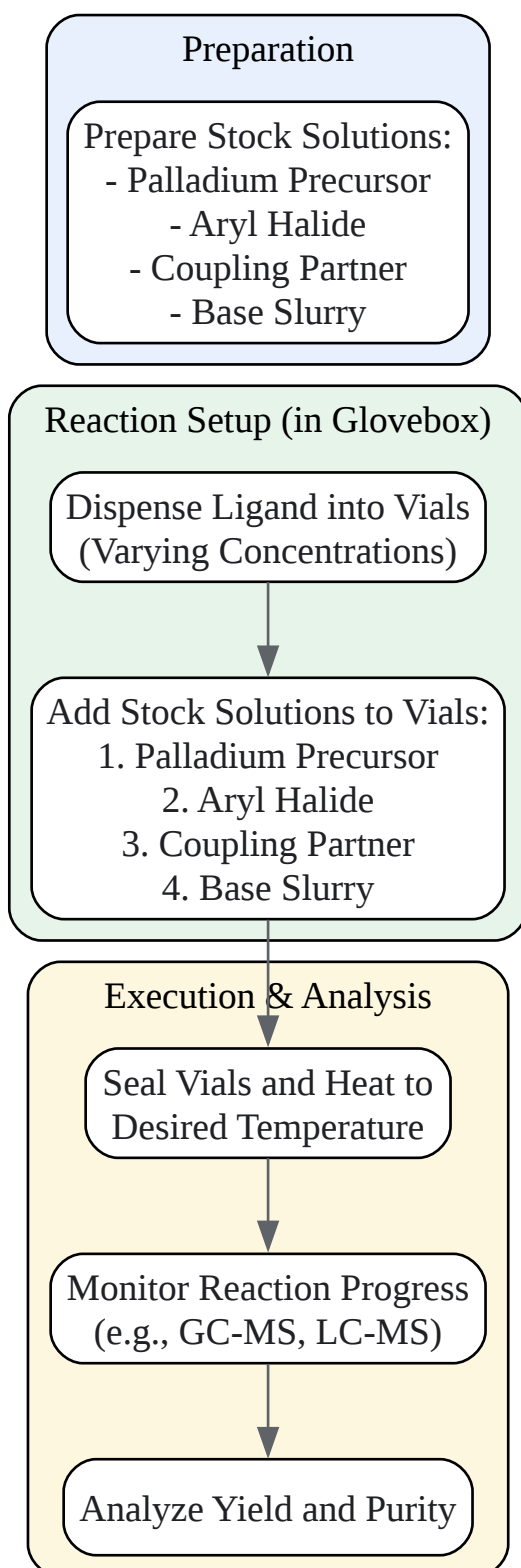 Preparation
Prepare Stock Solutions:
- Palladium Precursor
- Aryl Halide
- Coupling Partner
- Base Slurry
Reaction Setup (in Glovebox)
Dispense Ligand into Vials
(Varying Concentrations)
Add Stock Solutions to Vials:
1. Palladium Precursor
2. Aryl Halide
3. Coupling Partner
4. Base Slurry
Execution & Analysis
Seal Vials and Heat to
Desired Temperature
Monitor Reaction Progress
(e.g., GC-MS, LC-MS)
Analyze Yield and Purity